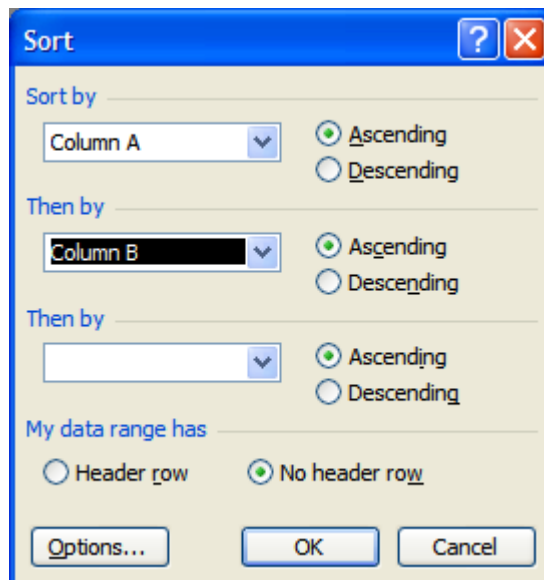 Sort ?
Sort by
Column A Ascending
Descending
Then by
Column B Ascending
Descending
Then by
Ascending
Descending
My data range has
Header row No header row
Options... OK Cancel